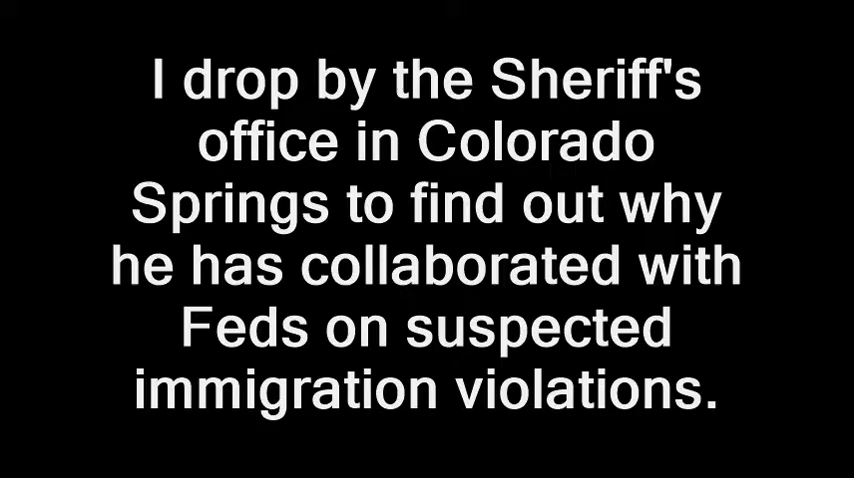 I drop by the Sheriff's
office in Colorado
Springs to find out why
he has collaborated with
Feds on suspected
immigration violations.